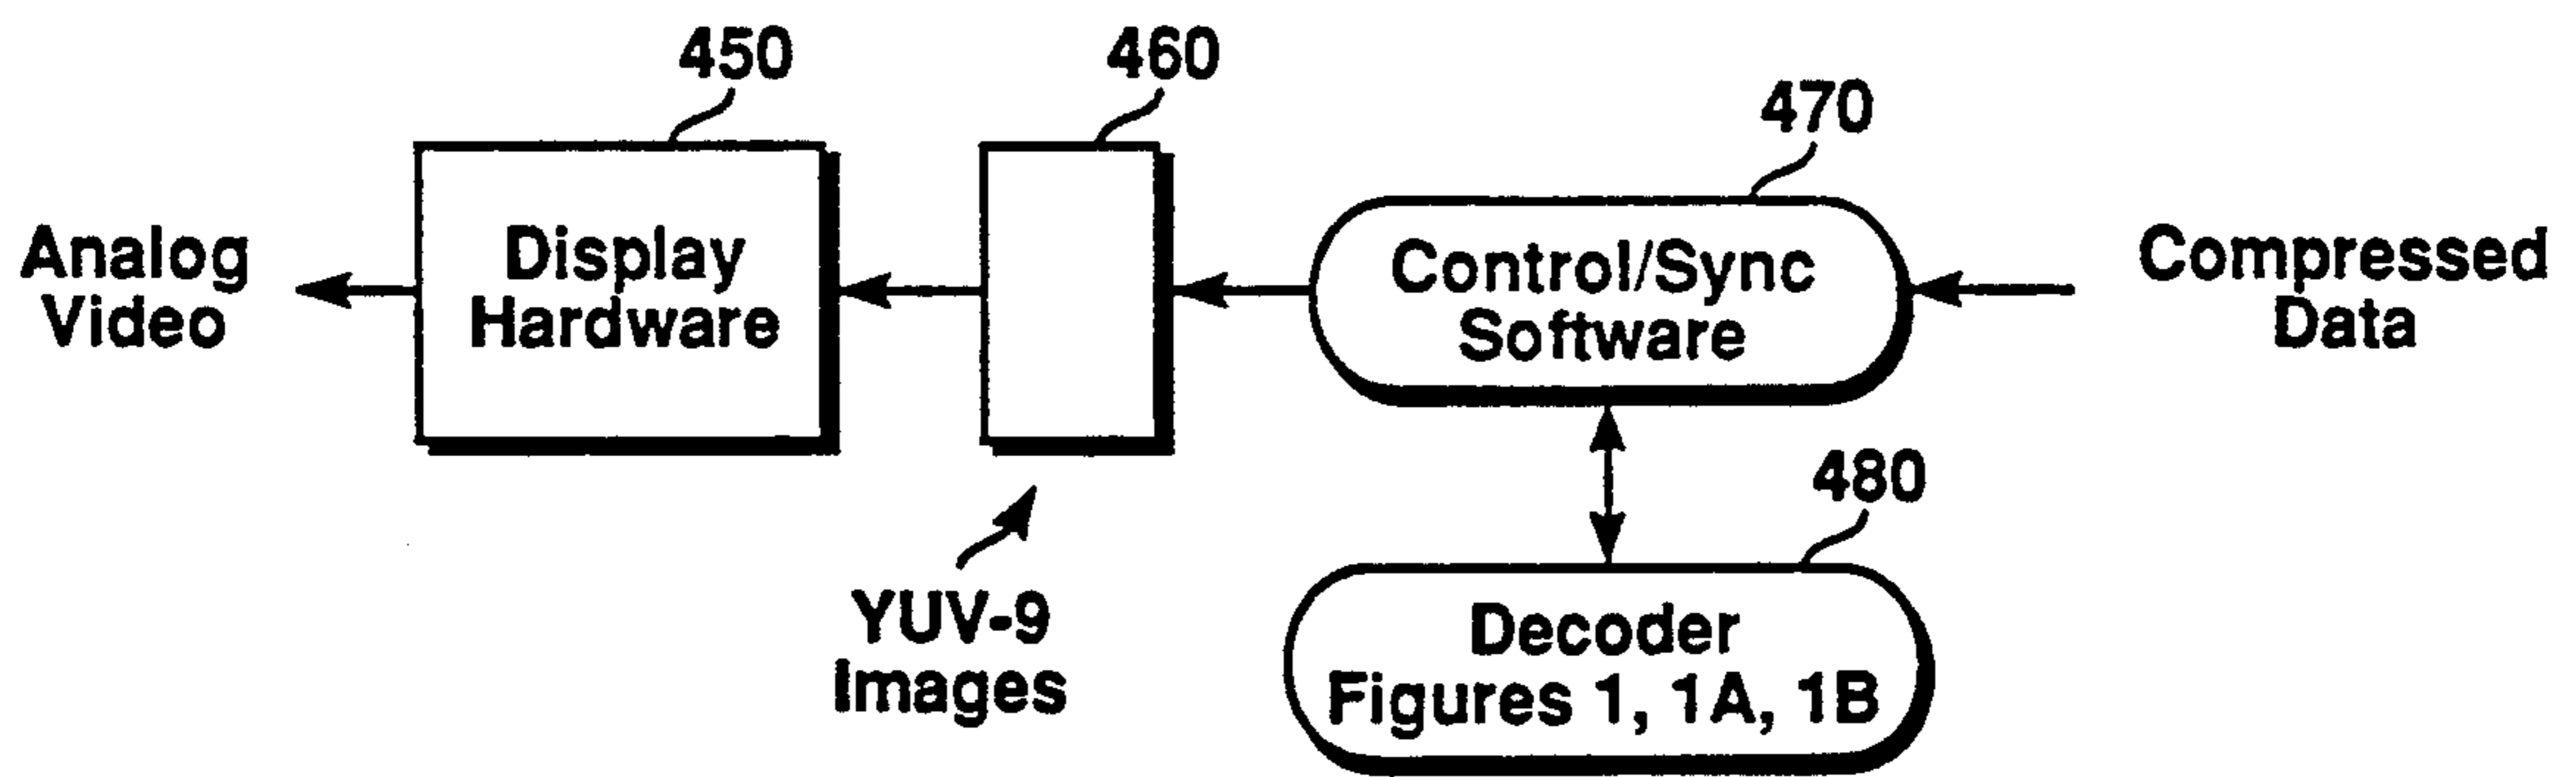 450
460
470
Analog
Video
Display
Hardware
Control/Sync
Software
Compressed
Data
480
YUV-9
Images
Decoder
Figures 1, 1A, 1B